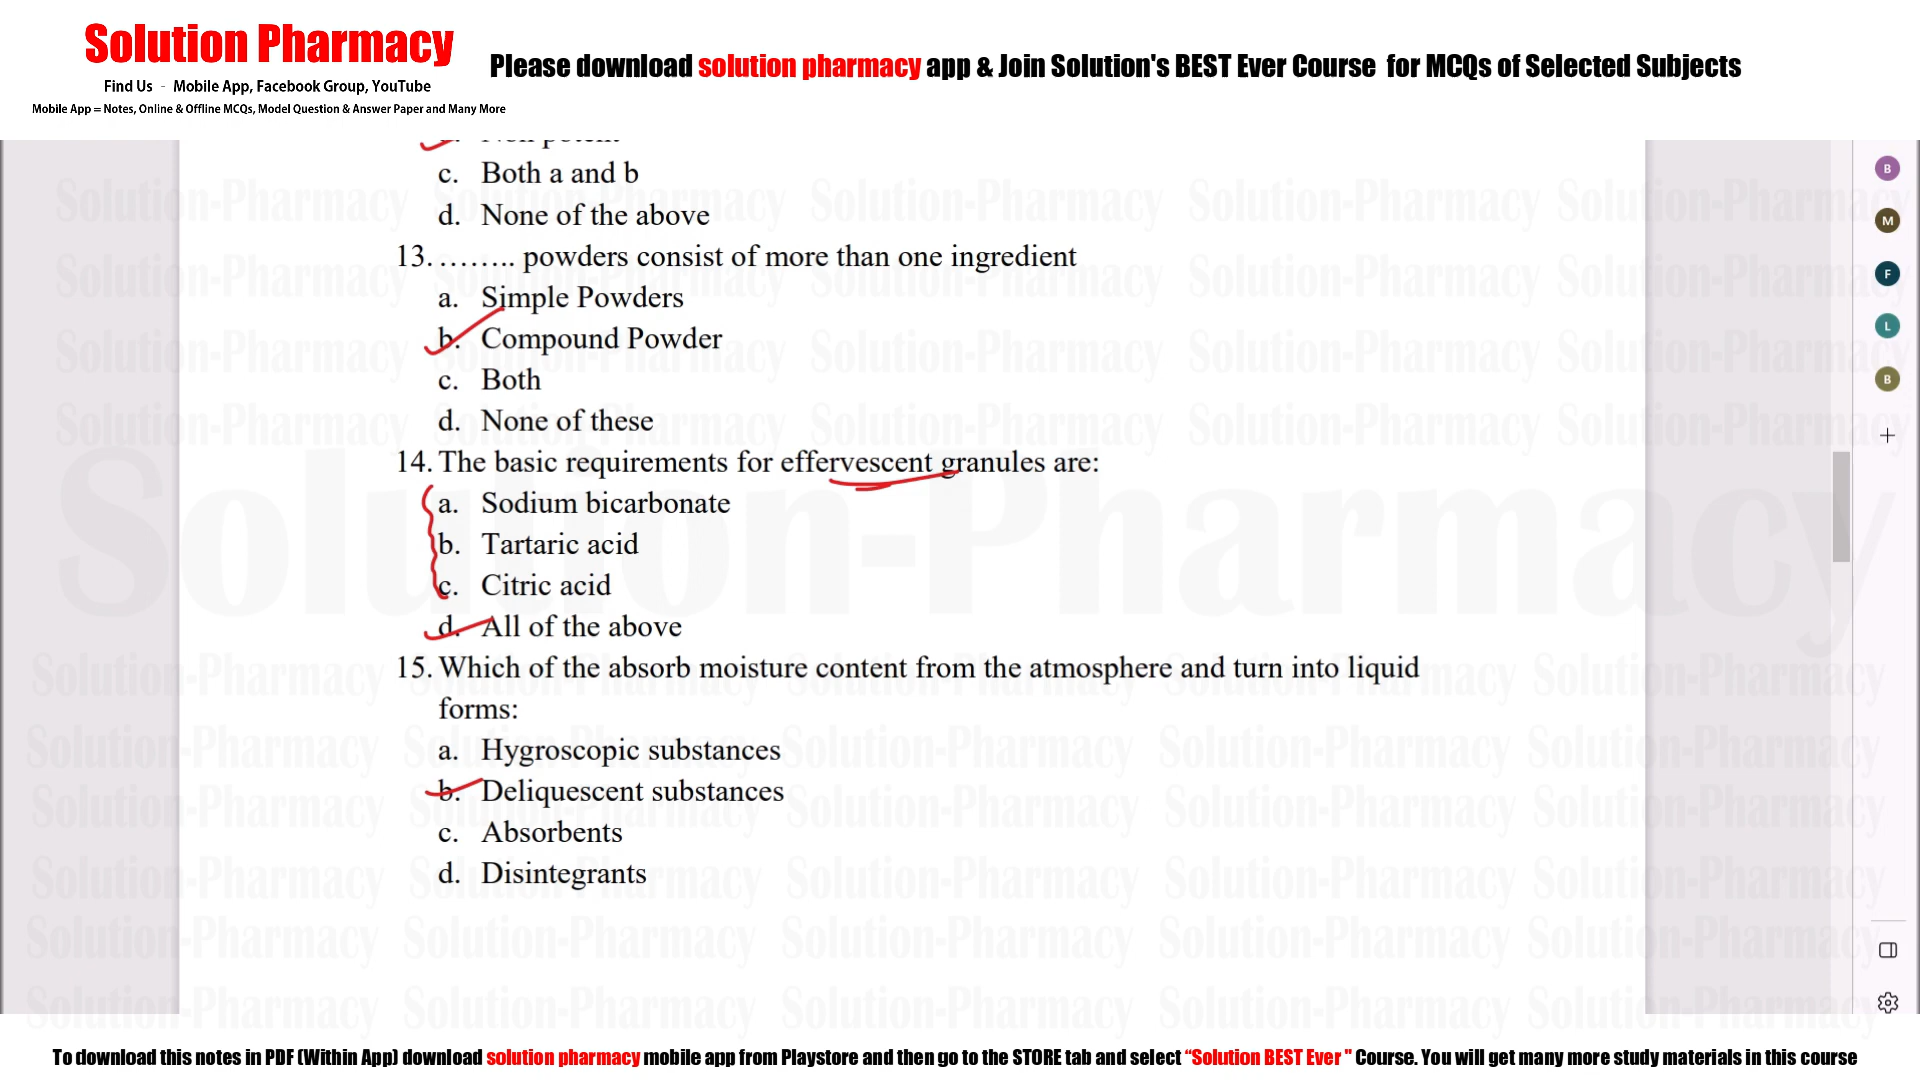 Solution Pharmacy
Find Us - Mobile App, Facebook Group, YouTube
Mobile App = Notes, Online & Offline MCQs, Model Question & Answer Paper and Many More
Please download solution pharmacy app & Join Solution's BEST Ever Course for MCQs of Selected Subjects
c. Both a and b
d. None of the above
13. ........ powders consist of more than one ingredient
a. Simple Powders
b. Compound Powder
c. Both
d. None of these
14. The basic requirements for effervescent granules are:
a. Sodium bicarbonate
b. Tartaric acid
c. Citric acid
d. All of the above
15. Which of the absorb moisture content from the atmosphere and turn into liquid
forms:
a. Hygroscopic substances
b. Deliquescent substances
c. Absorbents
d. Disintegrants
B
M
F
L
B
Solution-Pharmacy
To download this notes in PDF (Within App) download solution pharmacy mobile app from Playstore and then go to the STORE tab and select “Solution BEST Ever " Course. You will get many more study materials in this course